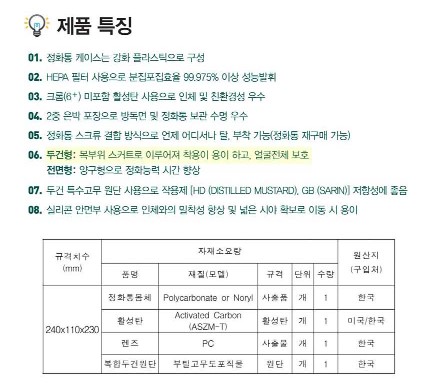 제품 특징
01. 정화통 케이스는 강화 플라스틱으로 구성
02. HEPA 필터 사용으로 분집포집효율 99.975% 이상 성능발휘
03. 크롬(6+) 미포함 활성탄 사용으로 인체 및 친환경성 우수
04. 2중 은박 포장으로 방독면 및 정화통 보관 수명 우수
05. 정화통 스크류 결합 방식으로 언제 어디서나 탈, 부착 가능(정화통 재구매 가능)
06. 두건형: 목부위 스커트로 이루어져 착용이 용이 하고, 얼굴전체 보호
전면형: 양구형으로 정화능력 시간 향상
07. 두건 특수고무 원단 사용으로 작용제 [HD (DISTILLED MUSTARD), GB (SARIN)] 저항성에 좋음
08. 실리콘 안면부 사용으로 인체와의 밀착성 향상 및 넓은 시야 확보로 이동 시 용이
규격치수 (mm) 자재소요량 원산지 (구입처)
품명 재질(모델) 규격 단위 수량
240x110x230
정화통몸체 Polycarbonate or Noryl 사출품 개 1 한국
활성탄 Activated Carbon (ASZM-T) 활성탄 개 1 미국/한국
렌즈 PC 사출물 개 1 한국
복합두건원단 부틸고무도포직물 원단 개 1 한국